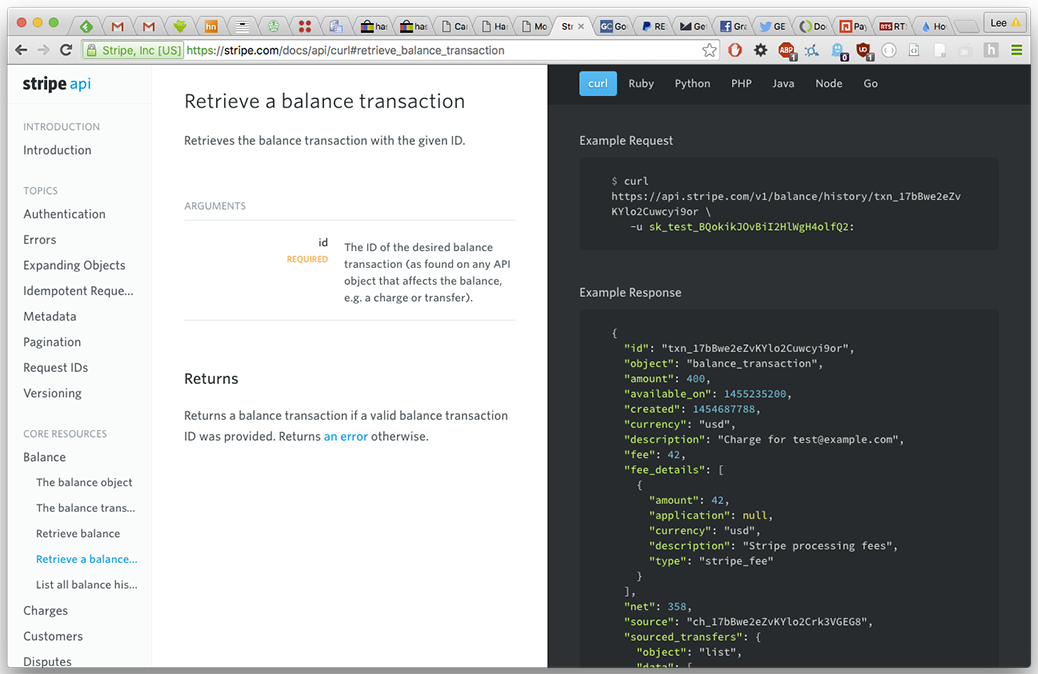 Lee
Stripe, Inc [US] https://stripe.com/docs/api/curl#retrieve_balance_transaction
stripe api
INTRODUCTION
Introduction
TOPICS
Authentication
Errors
Expanding Objects
Idempotent Reque...
Metadata
Pagination
Request IDs
Versioning
CORE RESOURCES
Balance
The balance object
The balance trans...
Retrieve balance
Retrieve a balance...
List all balance his...
Charges
Customers
Disputes
Retrieve a balance transaction
Retrieves the balance transaction with the given ID.
ARGUMENTS
id
REQUIRED
The ID of the desired balance
transaction (as found on any API
object that affects the balance,
e.g. a charge or transfer).
Returns
Returns a balance transaction if a valid balance transaction
ID was provided. Returns an error otherwise.
curl Ruby Python PHP Java Node Go
Example Request
$ curl
https://api.stripe.com/v1/balance/history/txn_17bBwe2eZv
KYlo2Cuwcyi9or \
-u sk_test_BQokikJOvBiI2HlWgH4olfQ2:
Example Response
{
"id": "txn_17bBwe2eZvKYlo2Cuwcyi9or",
"object": "balance_transaction",
"amount": 400,
"available_on": 1455235200,
"created": 1454687788,
"currency": "usd",
"description": "Charge for test@example.com",
"fee": 42,
"fee_details": [
{
"amount": 42,
"application": null,
"currency": "usd",
"description": "Stripe processing fees",
"type": "stripe_fee"
}
],
"net": 358,
"source": "ch_17bBwe2eZvKYlo2Crk3VGEG8",
"sourced_transfers": {
"object": "list",
"data": [